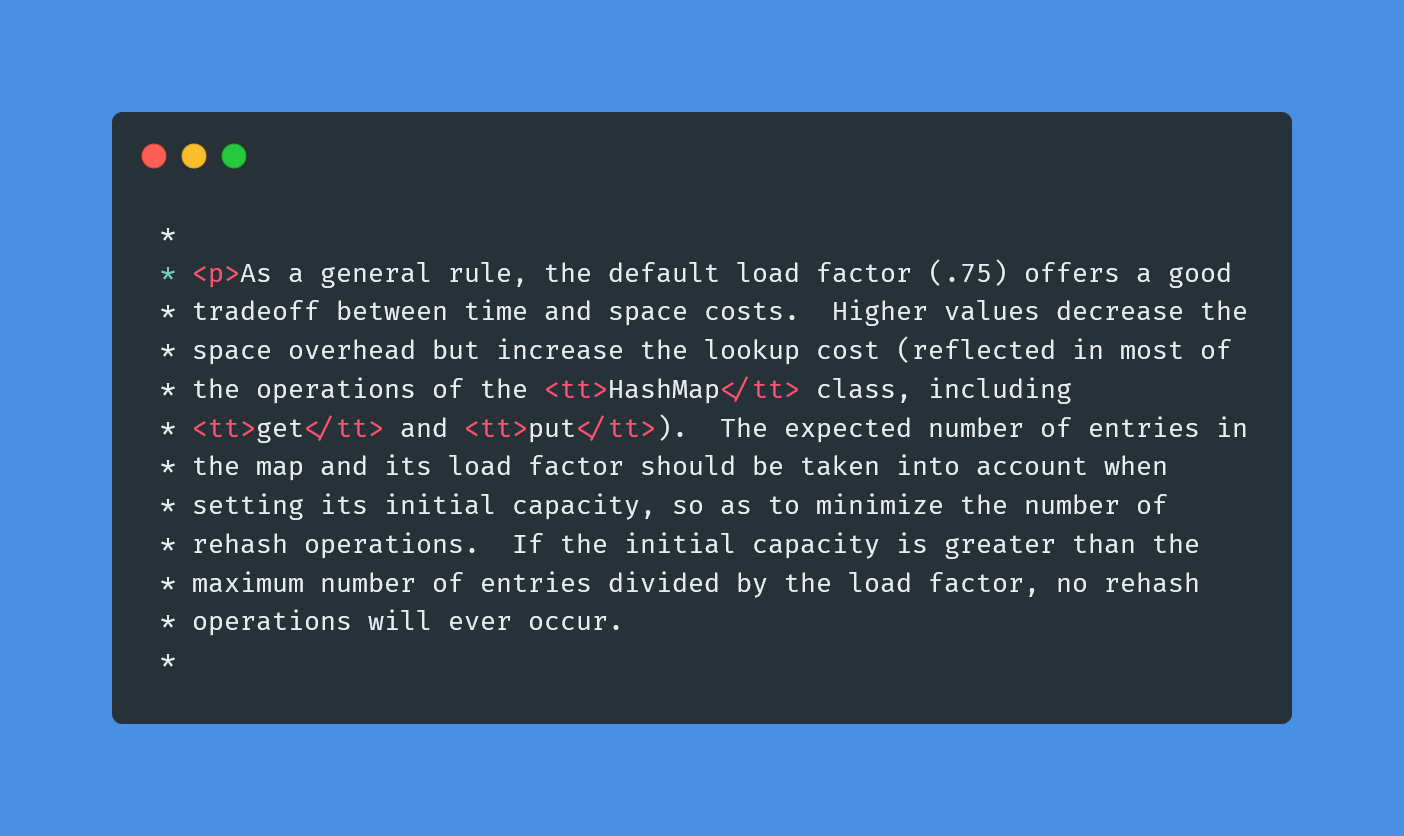 *
* <p>As a general rule, the default load factor (.75) offers a good
* tradeoff between time and space costs.  Higher values decrease the
* space overhead but increase the lookup cost (reflected in most of
* the operations of the <tt>HashMap</tt> class, including
* <tt>get</tt> and <tt>put</tt>).  The expected number of entries in
* the map and its load factor should be taken into account when
* setting its initial capacity, so as to minimize the number of
* rehash operations.  If the initial capacity is greater than the
* maximum number of entries divided by the load factor, no rehash
* operations will ever occur.
*